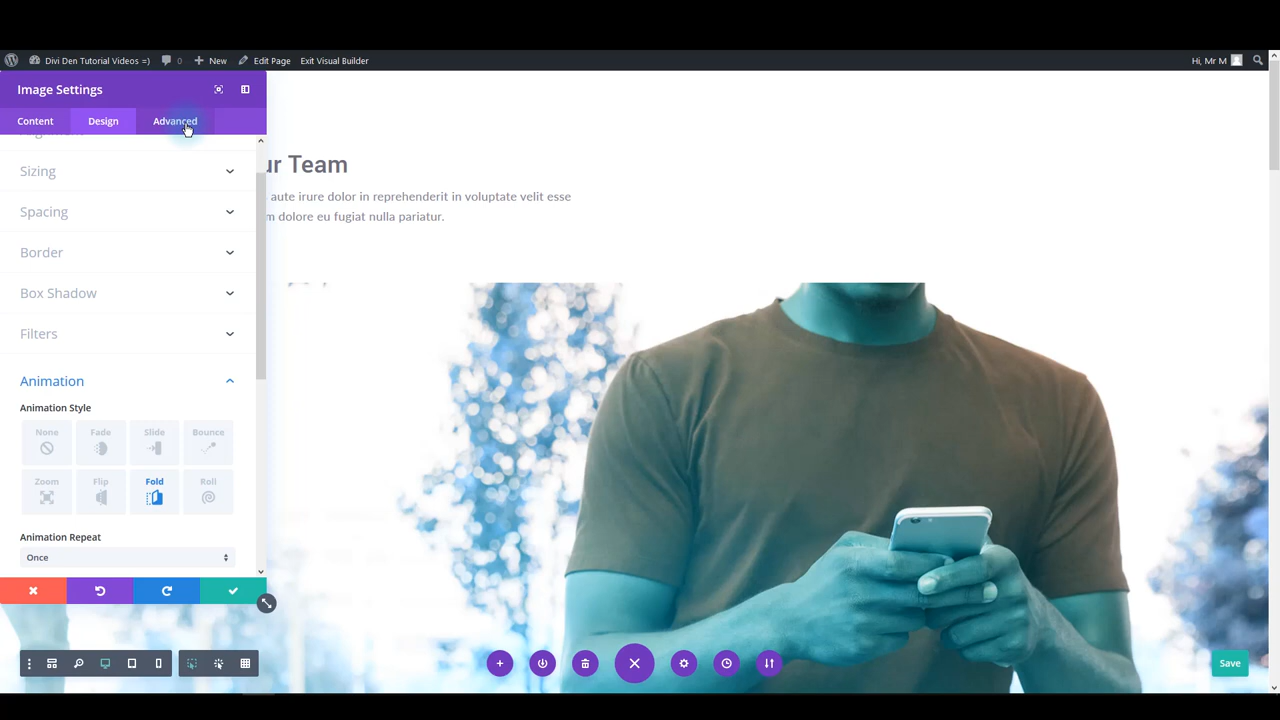 Divi Den Tutorial Videos =) 0 New Edit Page Exit Visual Builder Hi, Mr M
Image Settings
Content Design Advanced
Sizing
Spacing
Border
Box Shadow
Filters
Animation
Animation Style
None Fade Slide Bounce
Zoom Flip Fold Roll
Animation Repeat
Once
ur Team
aute irure dolor in reprehenderit in voluptate velit esse
dolore eu fugiat nulla pariatur.
Save